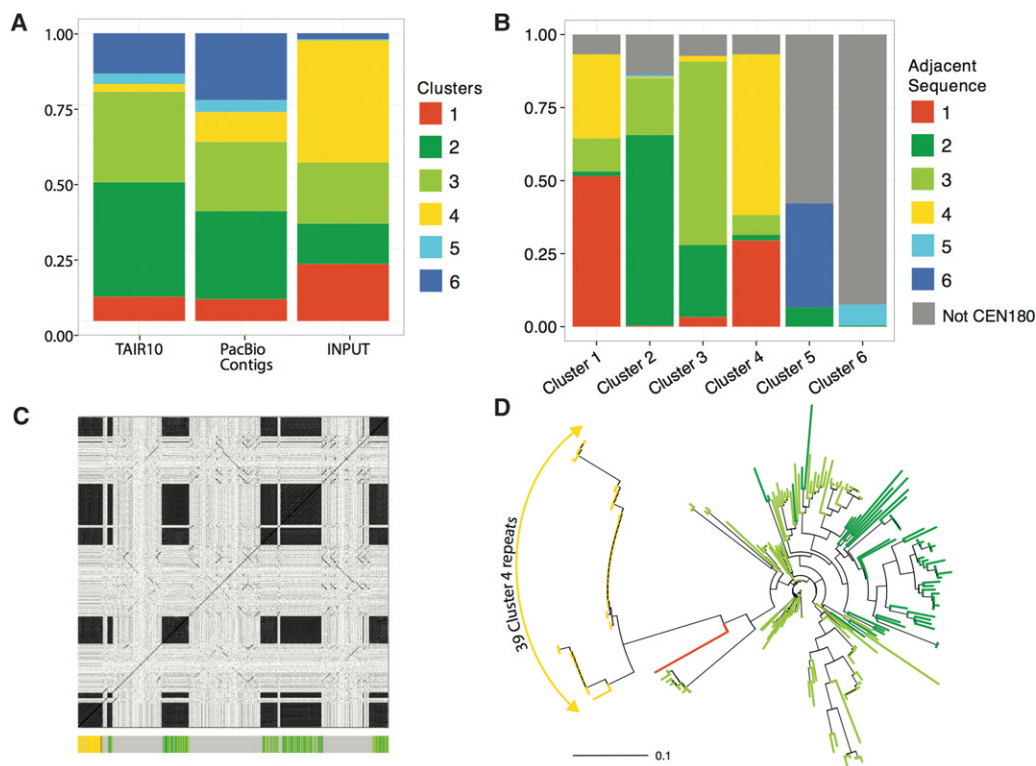 A
1.00
0.75
0.50
0.25
0.00
TAIR10
PacBio
Contigs
INPUT
Clusters
1
2
3
4
5
6
B
1.00
0.75
0.50
0.25
0.00
Cluster 1
Cluster 2
Cluster 3
Cluster 4
Cluster 5
Cluster 6
Adjacent
Sequence
1
2
3
4
5
6
Not CEN180
C
D
39 Cluster 4 repeats
0.1